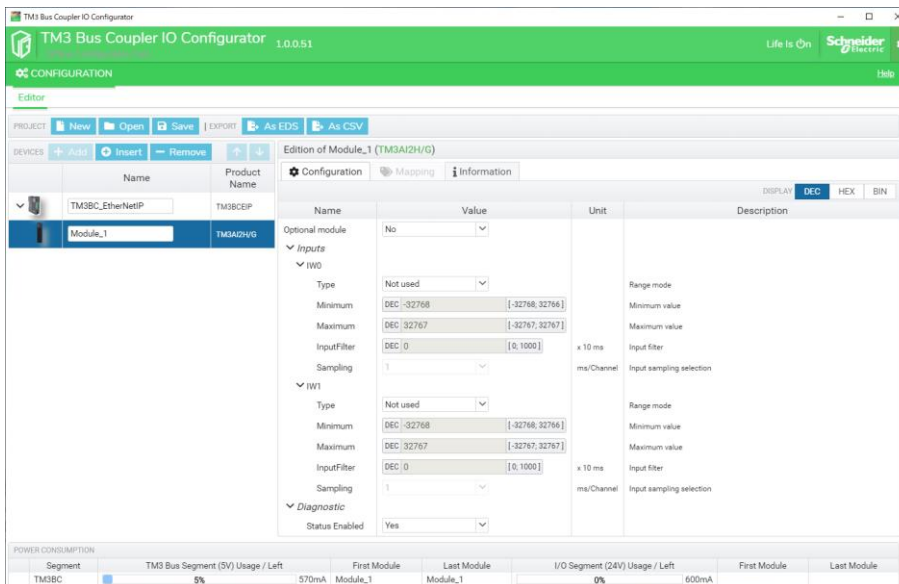 TM3 Bus Coupler IO Configurator
TM3 Bus Coupler IO Configurator 1.0.0.51
Life Is On Schneider Electric
CONFIGURATION Help
Editor
PROJECT New Open Save | EXPORT As EDS As CSV
DEVICES Add Insert Remove
Edition of Module_1 (TM3AI2H/G)
Name Product Name
TM3BC_EtherNetIP TM3BCEIP
Module_1 TM3AI2H/G
Configuration Mapping Information
DISPLAY DEC HEX BIN
Name Value Unit Description
Optional module No
Inputs
IW0
Type Not used Range mode
Minimum DEC -32768 [-32768; 32766] Minimum value
Maximum DEC 32767 [-32767; 32767] Maximum value
InputFilter DEC 0 [0; 1000] x 10 ms Input filter
Sampling 1 ms/Channel Input sampling selection
IW1
Type Not used Range mode
Minimum DEC -32768 [-32768; 32766] Minimum value
Maximum DEC 32767 [-32767; 32767] Maximum value
InputFilter DEC 0 [0; 1000] x 10 ms Input filter
Sampling 1 ms/Channel Input sampling selection
Diagnostic
Status Enabled Yes
POWER CONSUMPTION
Segment TM3 Bus Segment (5V) Usage / Left First Module Last Module I/O Segment (24V) Usage / Left First Module Last Module
TM3BC 5% 570mA Module_1 Module_1 0% 600mA